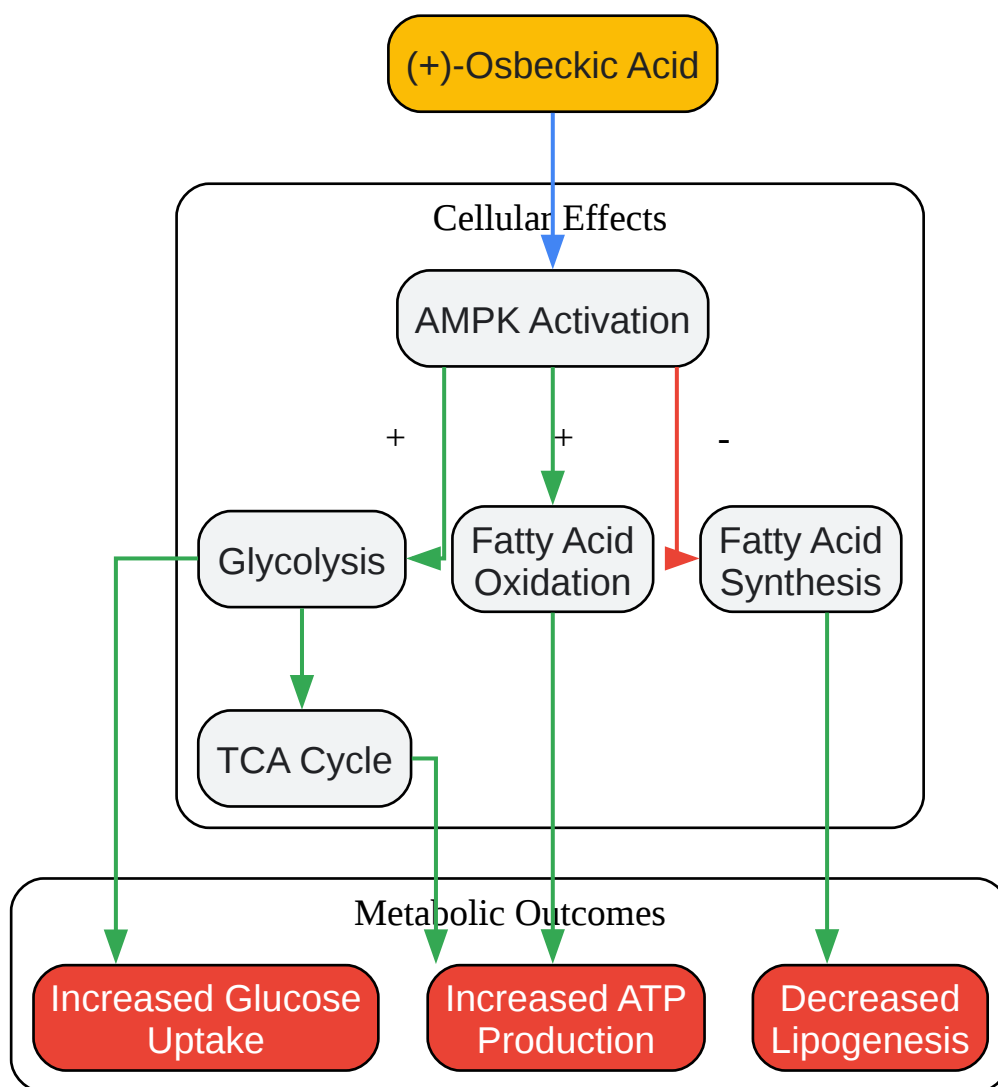 (+)-Osbeckic Acid
Cellular Effects
AMPK Activation
+
+
-
Glycolysis
Fatty Acid
Oxidation
Fatty Acid
Synthesis
TCA Cycle
Metabolic Outcomes
Increased Glucose
Uptake
Increased ATP
Production
Decreased
Lipogenesis